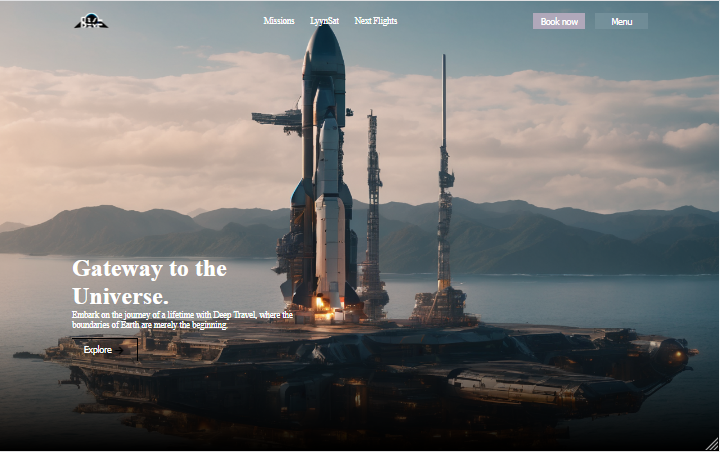 Missions LyynSat Next Flights Book now Menu
Gateway to the
Universe.
Embark on the journey of a lifetime with Deep Travel, where the
boundaries of Earth are merely the beginning.
Explore